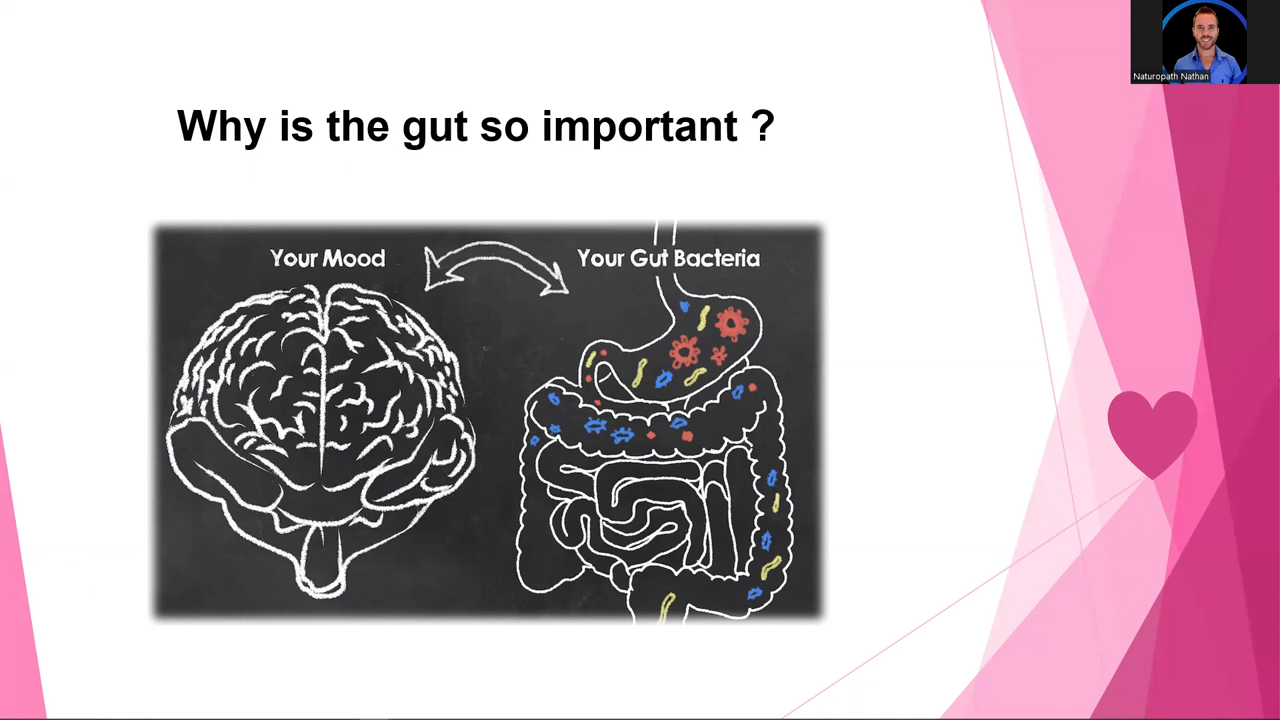 Naturopath Nathan
Why is the gut so important ?
Your Mood
Your Gut Bacteria